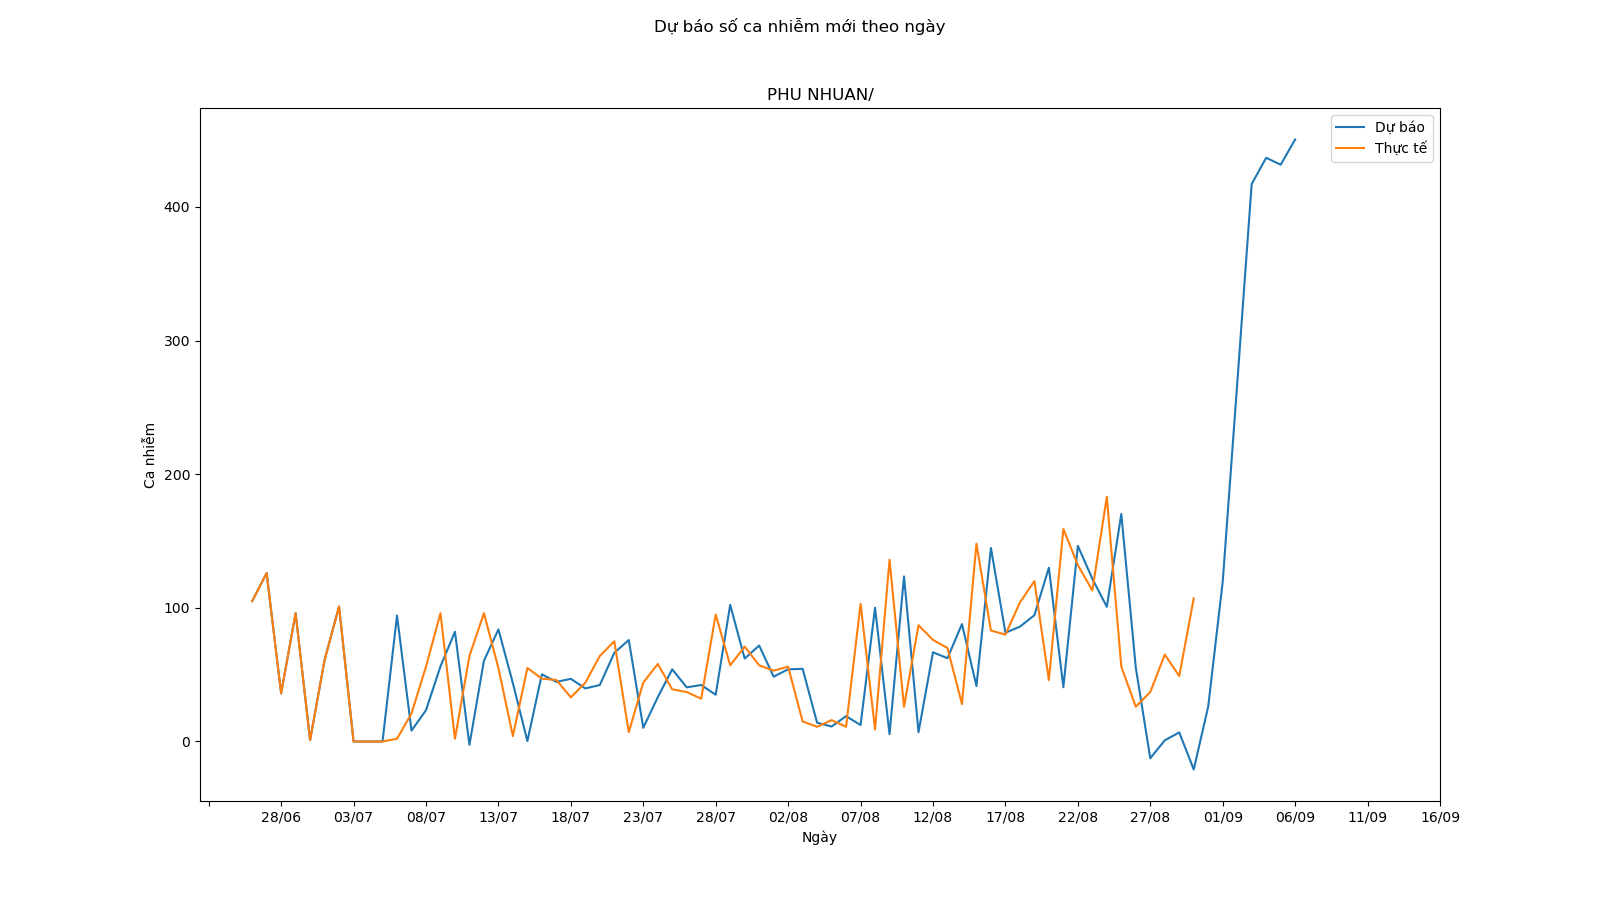 Dự báo số ca nhiễm mới theo ngày
PHU NHUAN/
Dự báo
Thực tế
400
300
200
100
0
Ca nhiễm
28/06 03/07 08/07 13/07 18/07 23/07 28/07 02/08 07/08 12/08 17/08 22/08 27/08 01/09 06/09 11/09 16/09
Ngày